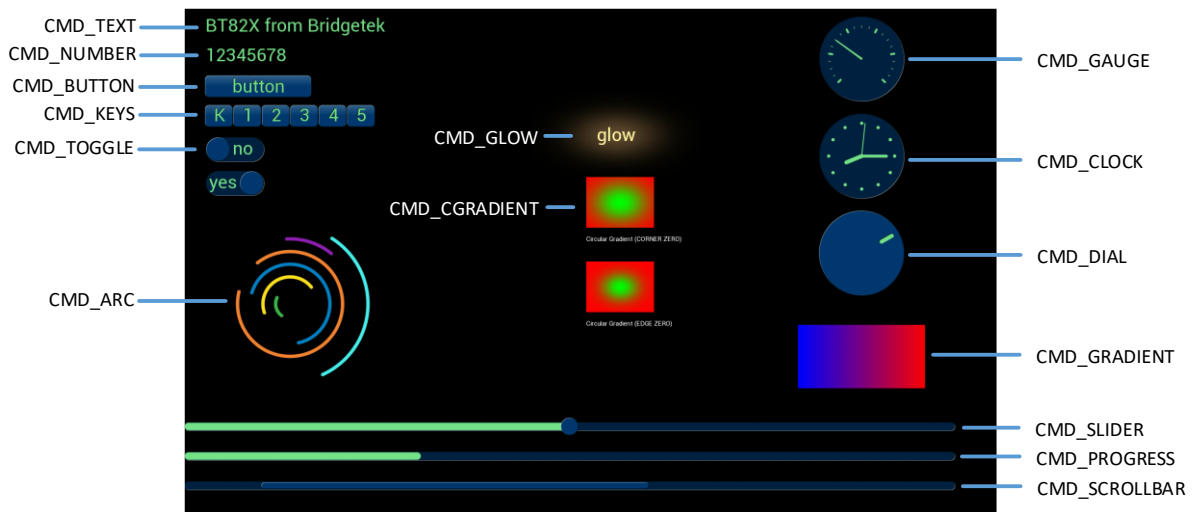 CMD_TEXT
BT82X from Bridgetek
CMD_NUMBER
12345678
CMD_BUTTON
button
CMD_KEYS
K 1 2 3 4 5
CMD_TOGGLE
no
yes
CMD_GLOW
glow
CMD_CGRADIENT
Circular Gradient (CORNER ZERO)
Circular Gradient (EDGE ZERO)
CMD_ARC
CMD_GAUGE
CMD_CLOCK
CMD_DIAL
CMD_GRADIENT
CMD_SLIDER
CMD_PROGRESS
CMD_SCROLLBAR